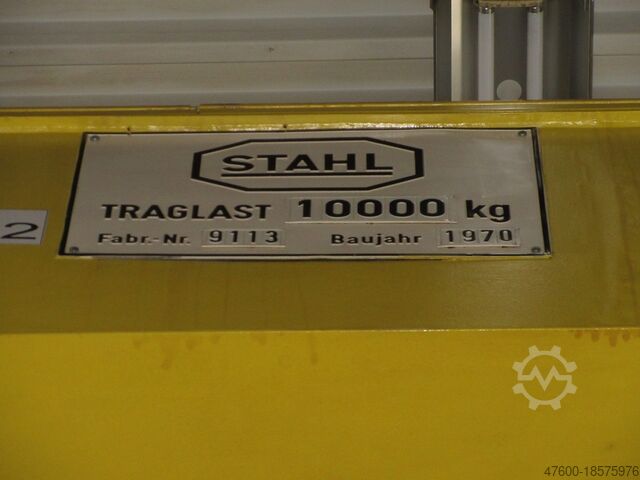 STAHL
TRAGLAST 10000 kg
Fabr.-Nr. 9113 Baujahr 1970
2
47600-18575976